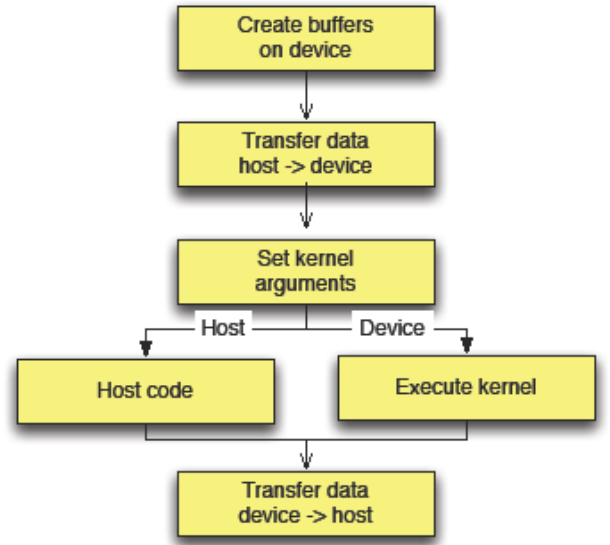 Create buffers
on device
Transfer data
host -> device
Set kernel
arguments
Host
Device
Host code
Execute kernel
Transfer data
device -> host